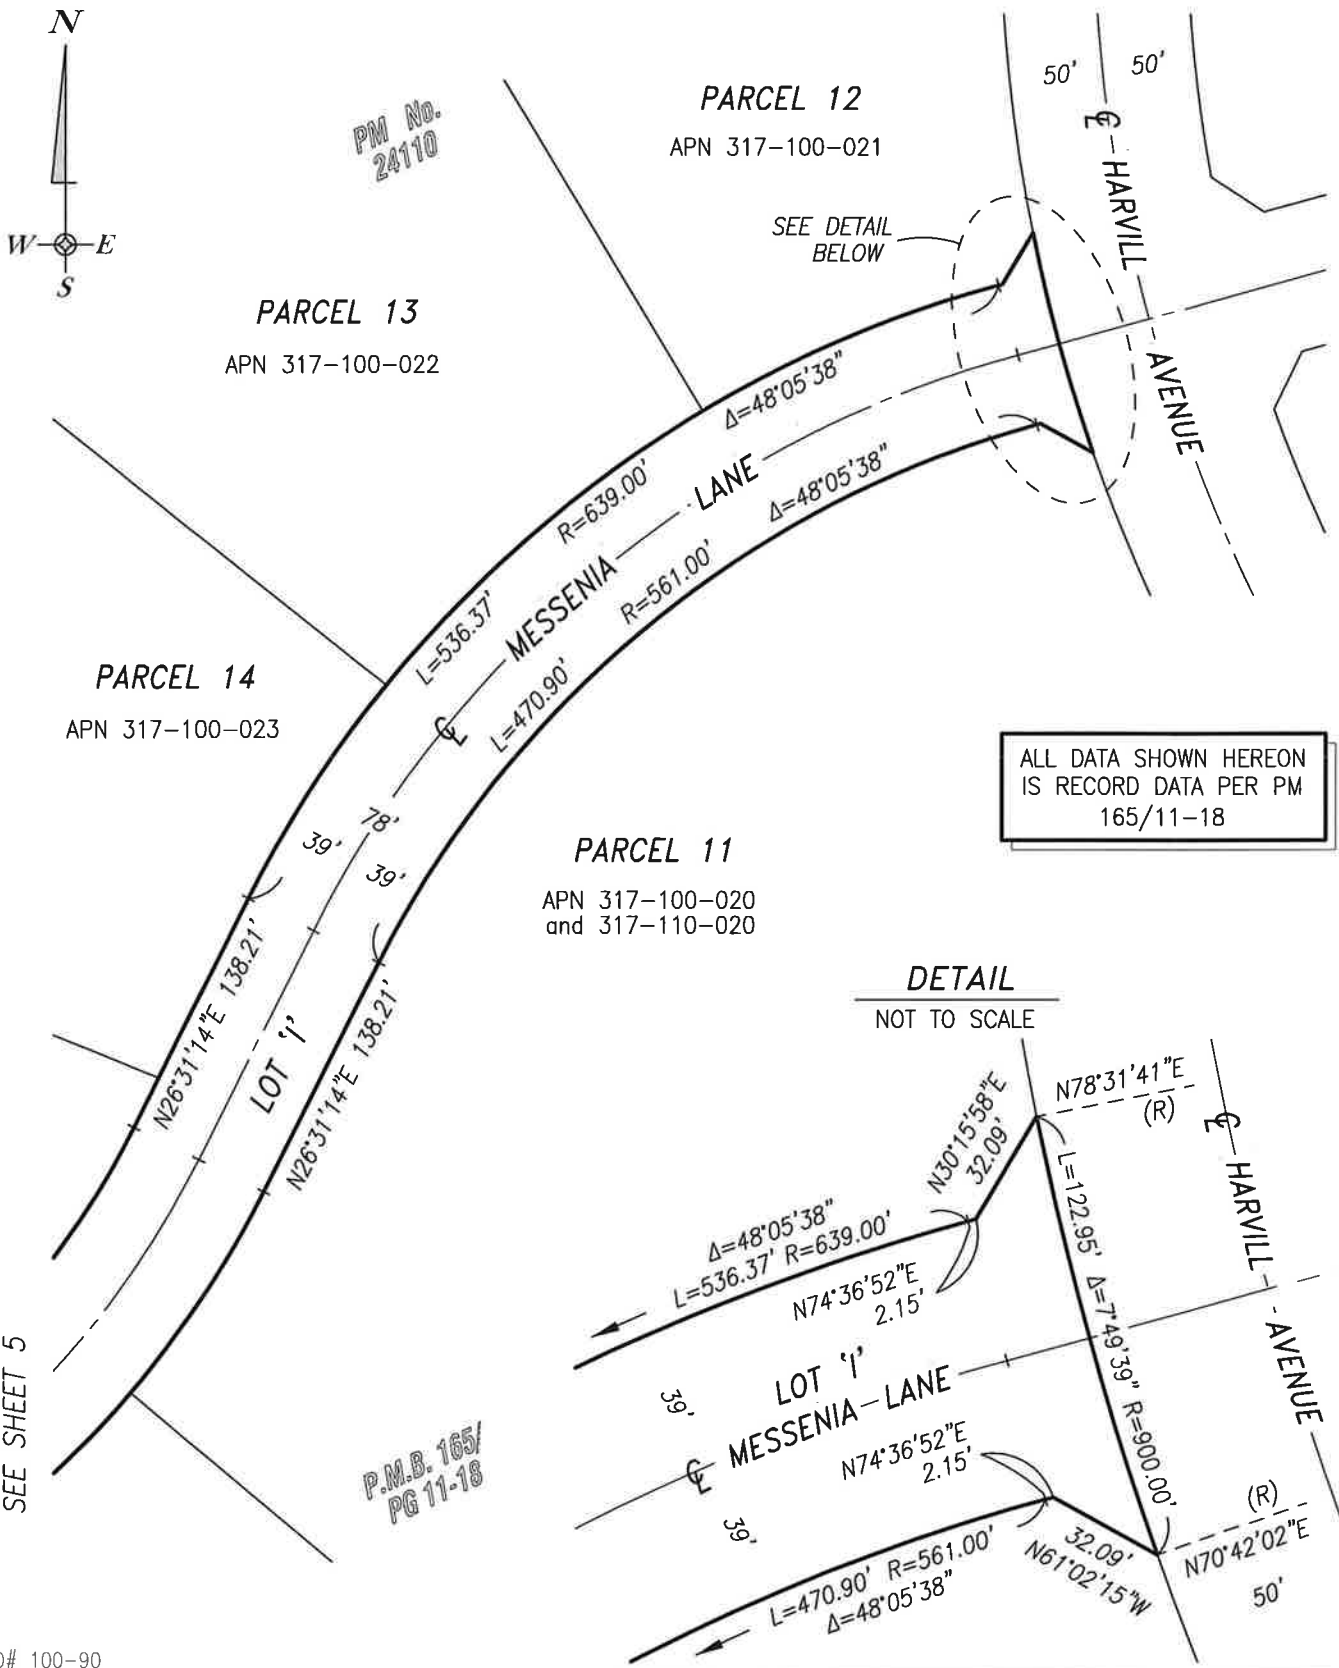 N
W
E
S
PM No.
24110
PARCEL 12
APN 317-100-021
50'
50'
℄ HARVILL
AVENUE
SEE DETAIL
BELOW
PARCEL 13
APN 317-100-022
Δ=48°05'38"
R=639.00'
L=536.37'
℄ MESSENIA LANE
Δ=48°05'38"
R=561.00'
L=470.90'
PARCEL 14
APN 317-100-023
78'
39'
39'
ALL DATA SHOWN HEREON
IS RECORD DATA PER PM
165/11-18
PARCEL 11
APN 317-100-020
and 317-110-020
N26°31'14"E 138.21'
LOT 'I'
N26°31'14"E 138.21'
SEE SHEET 5
P.M.B. 165/
PG 11-18
DETAIL
NOT TO SCALE
N78°31'41"E
(R)
℄ HARVILL
AVENUE
N30°15'58"E
32.09'
L=122.95' Δ=7°49'39" R=900.00'
Δ=48°05'38"
L=536.37' R=639.00'
N74°36'52"E
2.15'
LOT 'I'
39'
℄ MESSENIA LANE
39'
N74°36'52"E
2.15'
L=470.90' R=561.00'
Δ=48°05'38"
32.09'
N61°02'15"W
(R)
N70°42'02"E
50'
# 100-90